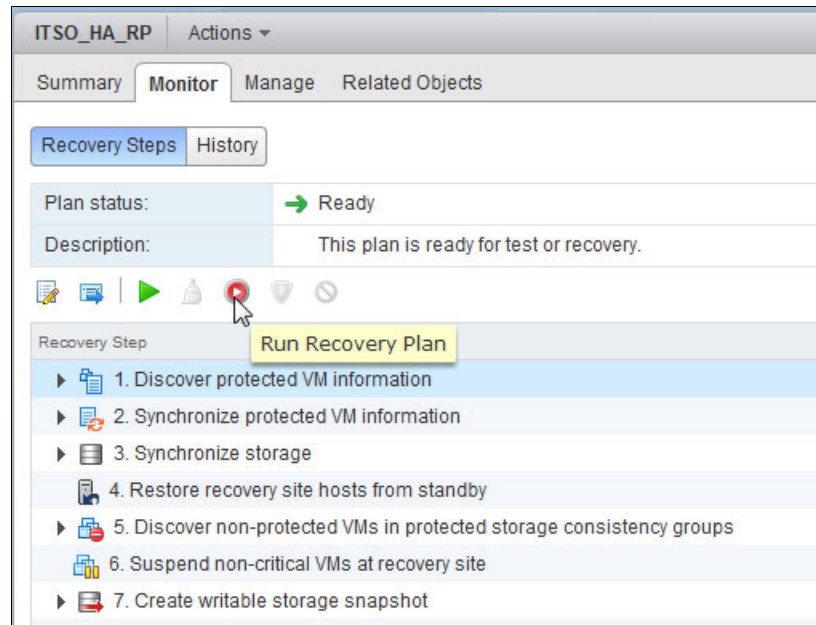 ITSO_HA_RP Actions
Summary Monitor Manage Related Objects
Recovery Steps History
Plan status: Ready
Description: This plan is ready for test or recovery.
Run Recovery Plan
Recovery Step
1. Discover protected VM information
2. Synchronize protected VM information
3. Synchronize storage
4. Restore recovery site hosts from standby
5. Discover non-protected VMs in protected storage consistency groups
6. Suspend non-critical VMs at recovery site
7. Create writable storage snapshot